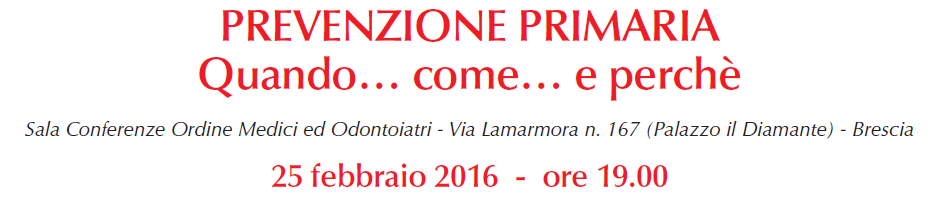 PREVENZIONE PRIMARIA
Quando... come... e perchè
Sala Conferenze Ordine Medici ed Odontoiatri - Via Lamarmora n. 167 (Palazzo il Diamante) - Brescia
25 febbraio 2016 - ore 19.00